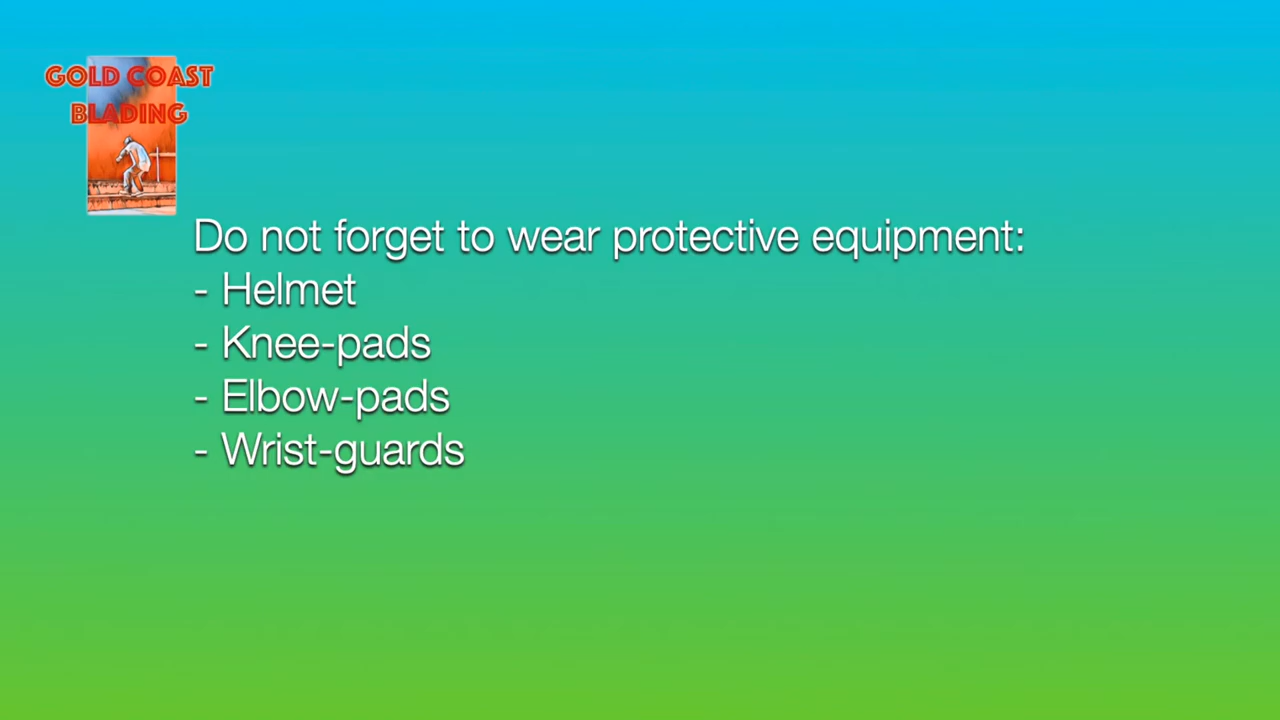 GOLD COAST
BLADING
Do not forget to wear protective equipment:
- Helmet
- Knee-pads
- Elbow-pads
- Wrist-guards